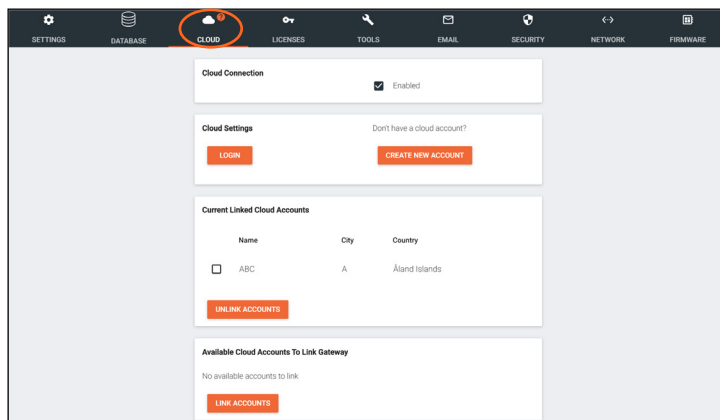 SETTINGS DATABASE CLOUD LICENSES TOOLS EMAIL SECURITY NETWORK FIRMWARE
Cloud Connection
Enabled
Cloud Settings Don't have a cloud account?
LOGIN CREATE NEW ACCOUNT
Current Linked Cloud Accounts
Name City Country
ABC A Åland Islands
UNLINK ACCOUNTS
Available Cloud Accounts To Link Gateway
No available accounts to link
LINK ACCOUNTS